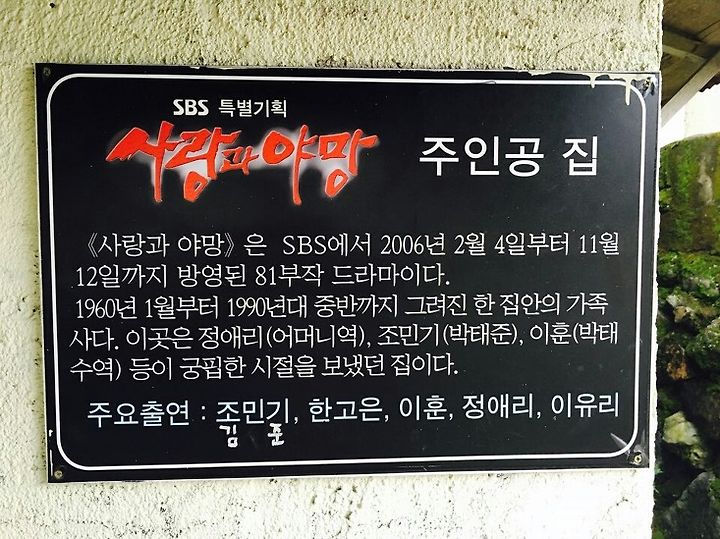 SBS 특별기획
사랑과 야망 주인공 집
《사랑과 야망》은 SBS에서 2006년 2월 4일부터 11월
12일까지 방영된 81부작 드라마이다.
1960년 1월부터 1990년대 중반까지 그려진 한 집안의 가족
사다. 이곳은 정애리(어머니역), 조민기(박태준), 이훈(박태
수역) 등이 궁핍한 시절을 보냈던 집이다.
주요출연 : 조민기, 한고은, 이훈, 정애리, 이유리
김 준